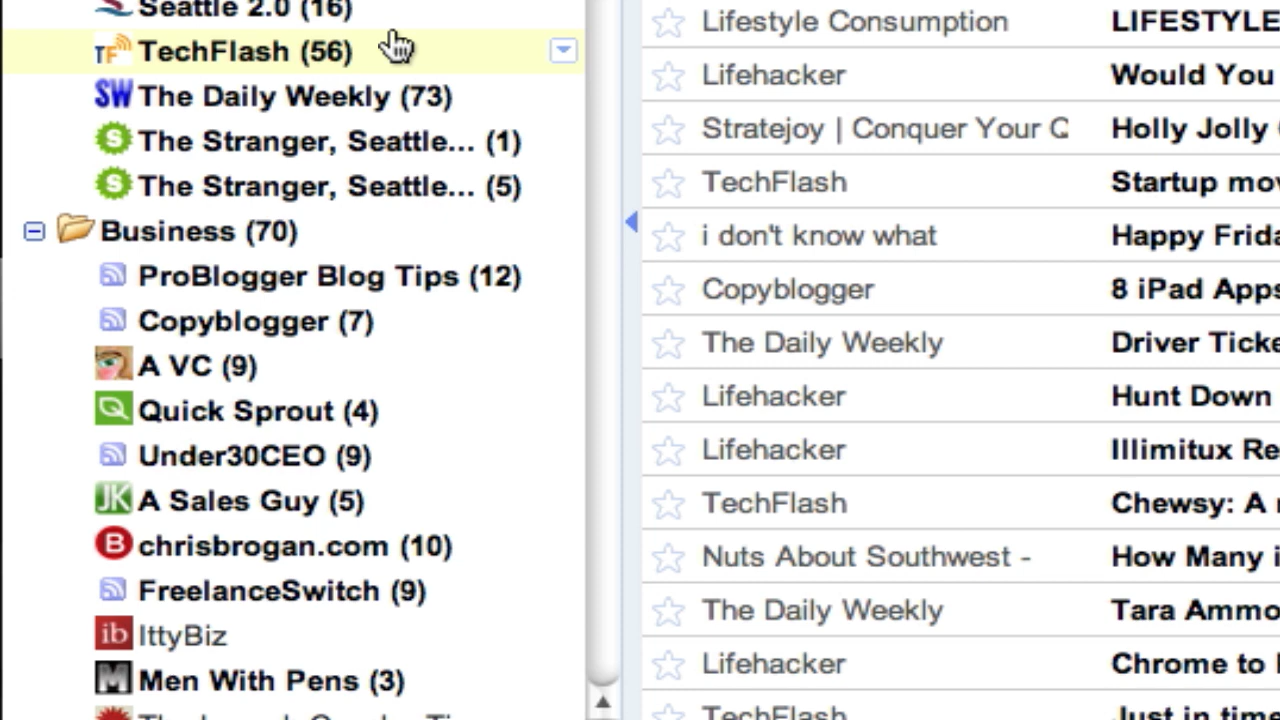 Seattle 2.0 (16)
TechFlash (56)
The Daily Weekly (73)
The Stranger, Seattle... (1)
The Stranger, Seattle... (5)
Business (70)
ProBlogger Blog Tips (12)
Copyblogger (7)
A VC (9)
Quick Sprout (4)
Under30CEO (9)
A Sales Guy (5)
chrisbrogan.com (10)
FreelanceSwitch (9)
IttyBiz
Men With Pens (3)
Lifestyle Consumption LIFESTYLE
Lifehacker Would You
Stratejoy | Conquer Your Q Holly Jolly
TechFlash Startup mov
i don't know what Happy Frida
Copyblogger 8 iPad Apps
The Daily Weekly Driver Ticke
Lifehacker Hunt Down
Lifehacker Illimitux Re
TechFlash Chewsy: A
Nuts About Southwest - How Many i
The Daily Weekly Tara Ammo
Lifehacker Chrome to
TechFlash Just in time